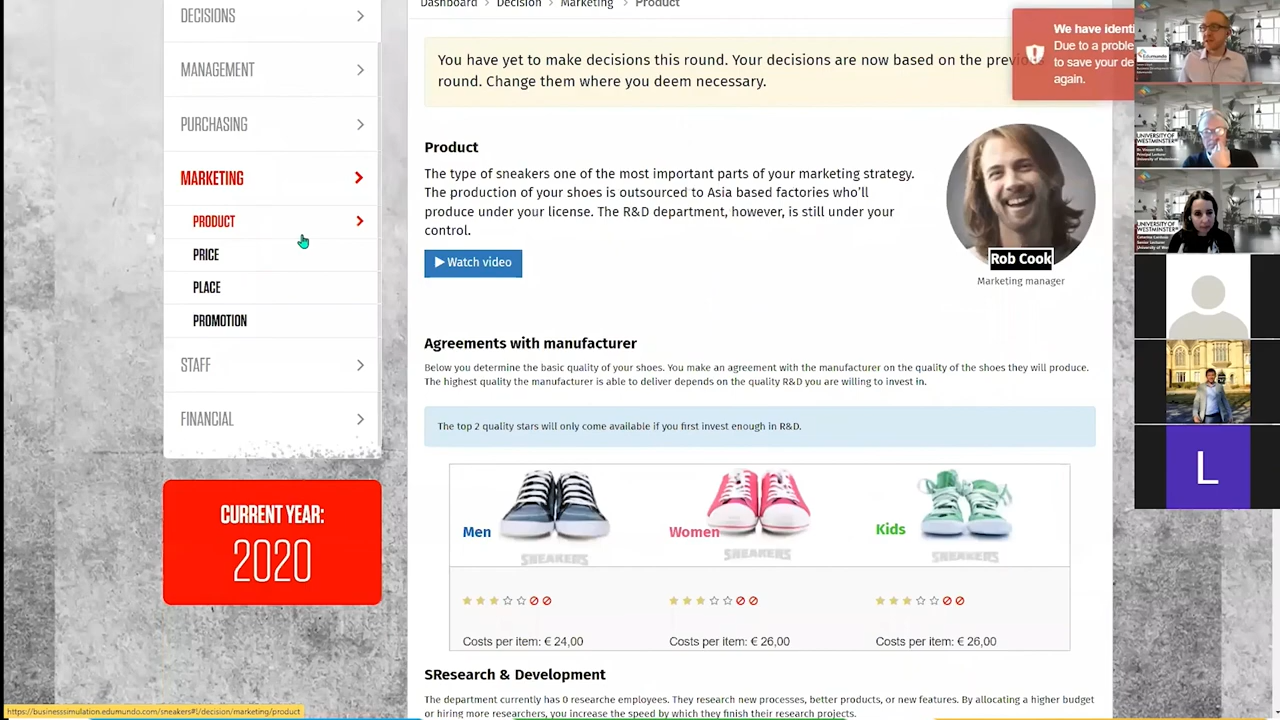 Dashboard > Decision > Marketing > Product
DECISIONS
MANAGEMENT
PURCHASING
MARKETING
PRODUCT
PRICE
PLACE
PROMOTION
STAFF
FINANCIAL
CURRENT YEAR:
2020
You have yet to make decisions this round. Your decisions are now based on the previous
round. Change them where you deem necessary.
We have identi
Due to a proble
to save your de
again.
Product
The type of sneakers one of the most important parts of your marketing strategy.
The production of your shoes is outsourced to Asia based factories who'll
produce under your license. The R&D department, however, is still under your
control.
Watch video
Rob Cook
Marketing manager
Agreements with manufacturer
Below you determine the basic quality of your shoes. You make an agreement with the manufacturer on the quality of the shoes they will produce.
The highest quality the manufacturer is able to deliver depends on the quality R&D you are willing to invest in.
The top 2 quality stars will only come available if you first invest enough in R&D.
Men
SNEAKERS
Women
SNEAKERS
Kids
SNEAKERS
Costs per item: € 24,00
Costs per item: € 26,00
Costs per item: € 26,00
SResearch & Development
The department currently has 0 researche employees. They research new processes, better products, or new features. By allocating a higher budget
or hiring more researchers, you increase the speed by which they finish their research projects.
https://businesssimulation.edumundo.com/sneakers#!/decision/marketing/product
Edumundo
UNIVERSITY OF
WESTMINSTER
UNIVERSITY OF
WESTMINSTER
L